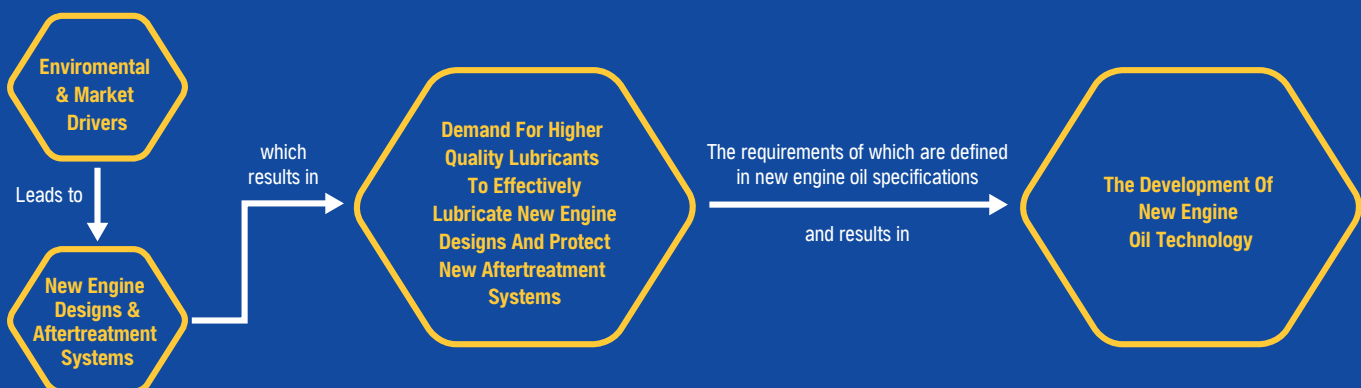 Enviromental
& Market
Drivers
Leads to
New Engine
Designs &
Aftertreatment
Systems
which
results in
Demand For Higher
Quality Lubricants
To Effectively
Lubricate New Engine
Designs And Protect
New Aftertreatment
Systems
The requirements of which are defined
in new engine oil specifications
and results in
The Development Of
New Engine
Oil Technology